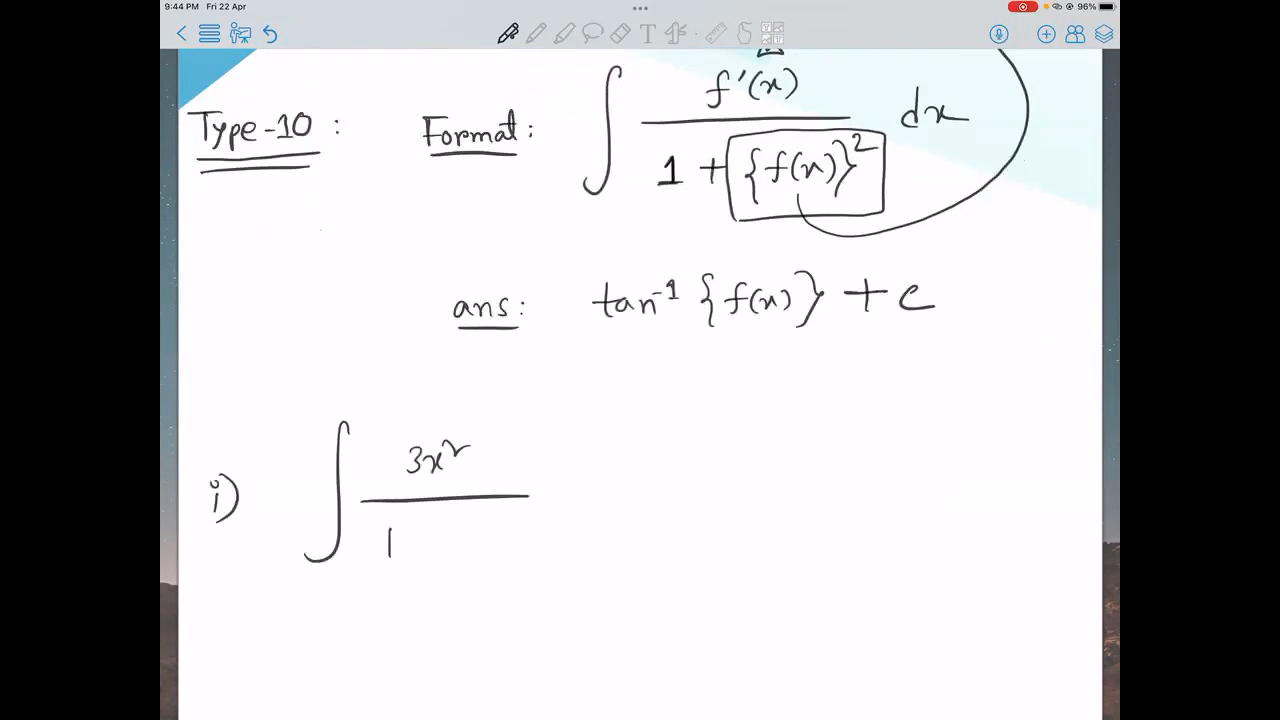 9:44 PM Fri 22 Apr
96%
Type-10 : Format: ∫ f'(x) / 1 + {f(x)}² dx
ans: tan⁻¹ {f(x)} + c
i) ∫ 3x² / 1